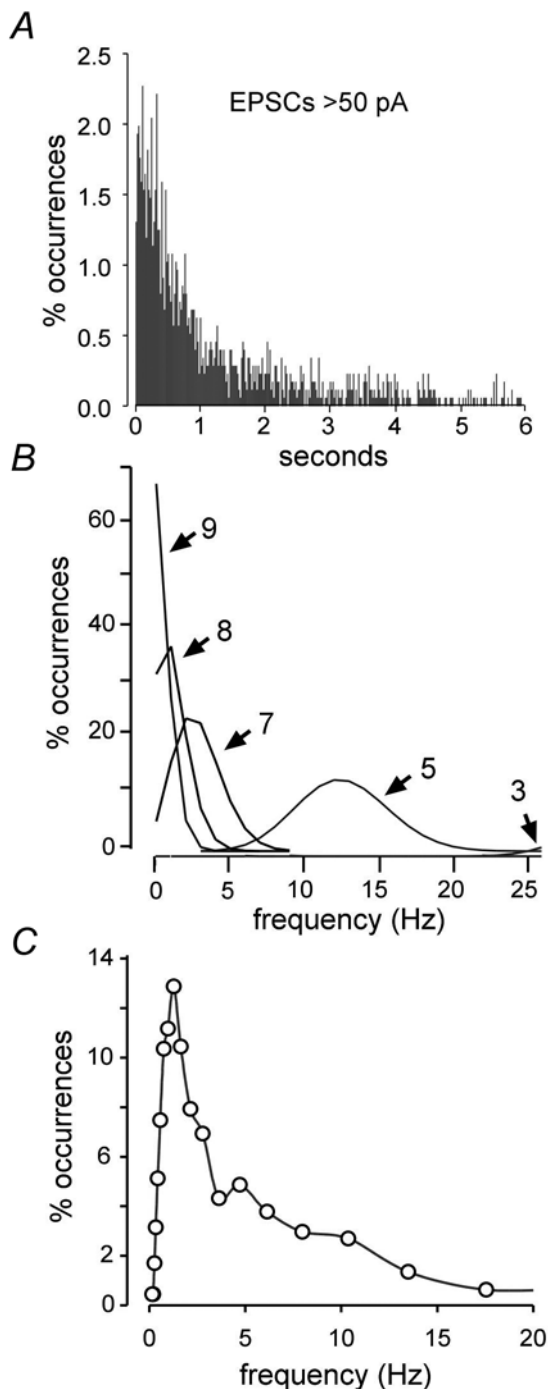 A
2.5
EPSCs >50 pA
2.0
% occurrences
1.5
1.0
0.5
0.0
0 1 2 3 4 5 6
seconds
B
% occurrences
60
40
20
0
9
8
7
5
3
0 5 10 15 20 25
frequency (Hz)
C
% occurrences
14
10
6
2
0
0 5 10 15 20
frequency (Hz)